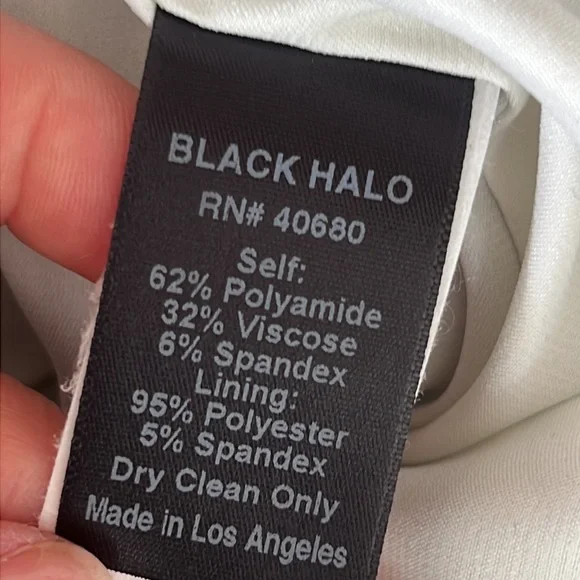 BLACK HALO
RN# 40680
Self:
62% Polyamide
32% Viscose
6% Spandex
Lining:
95% Polyester
5% Spandex
Dry Clean Only
Made in Los Angeles